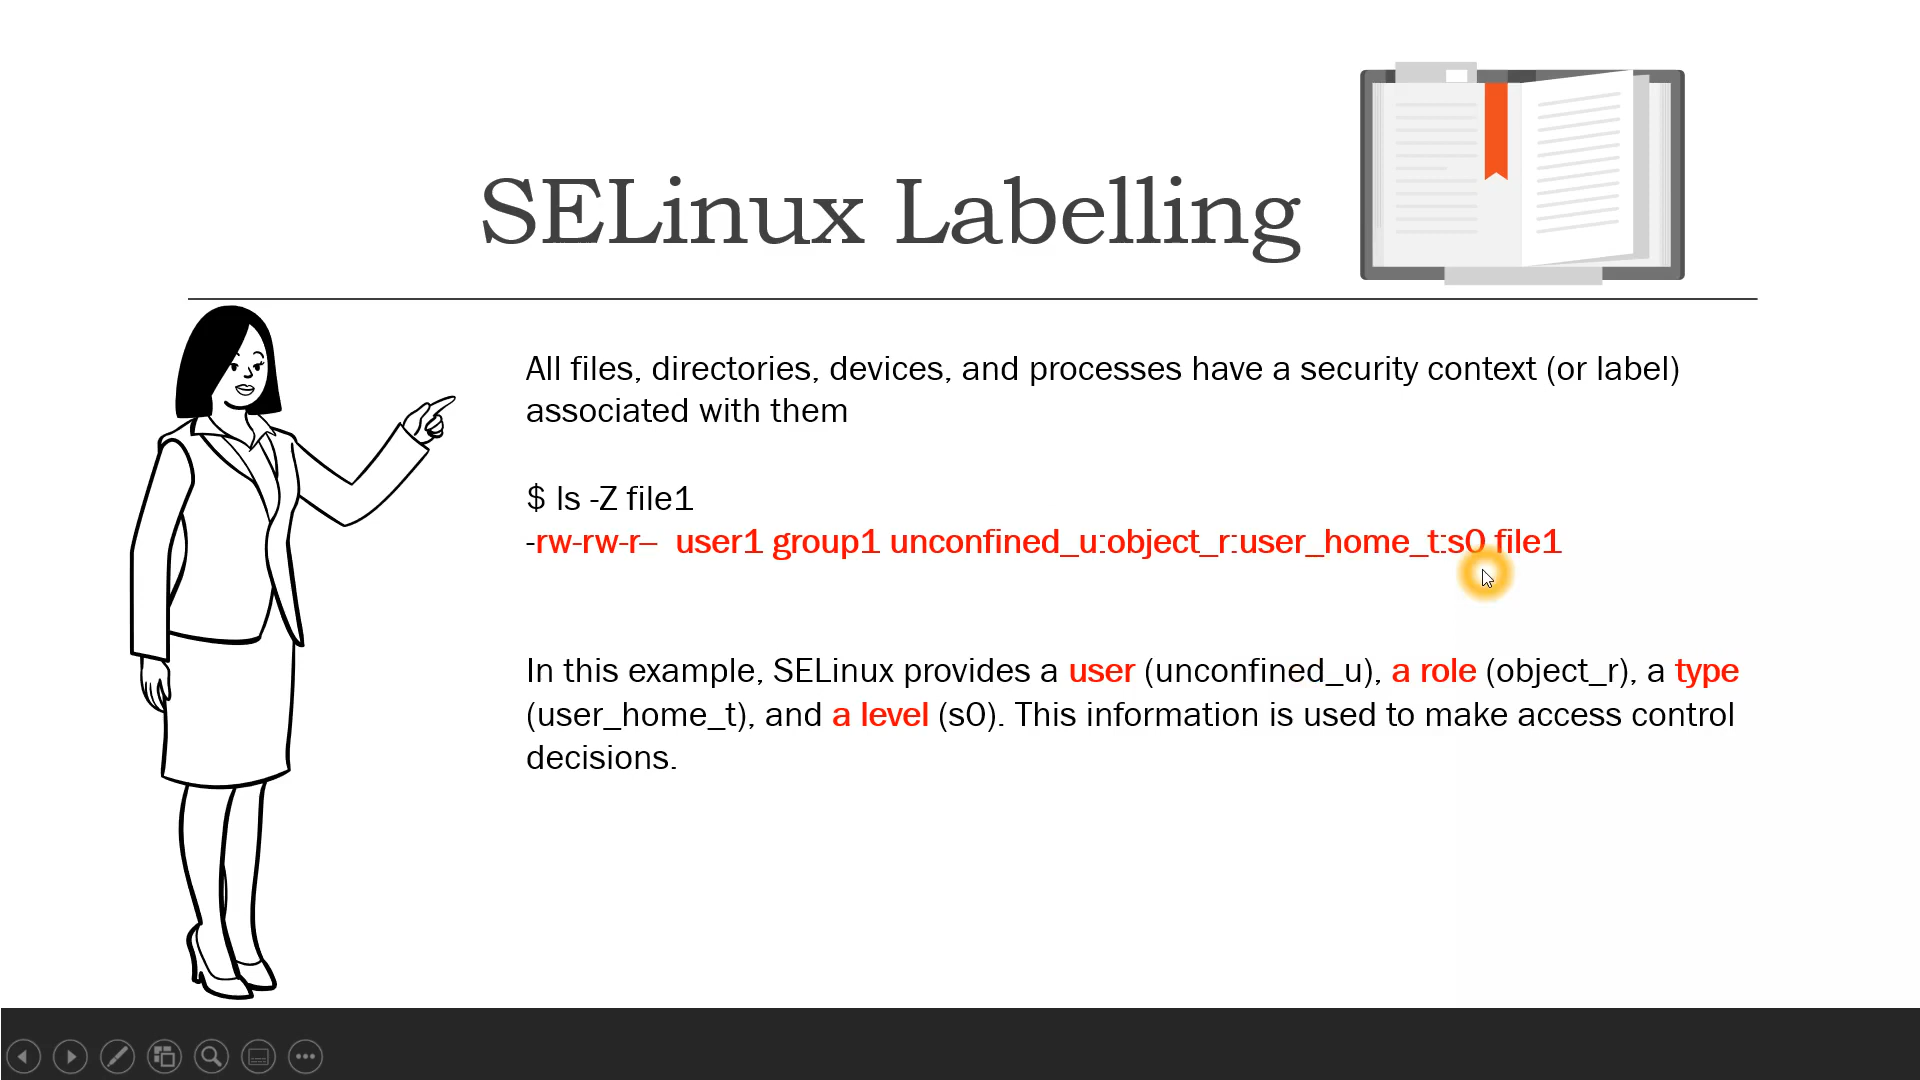 SELinux Labelling
All files, directories, devices, and processes have a security context (or label)
associated with them
$ ls -Z file1
-rw-rw-r-- user1 group1 unconfined_u:object_r:user_home_t:s0 file1
In this example, SELinux provides a user (unconfined_u), a role (object_r), a type
(user_home_t), and a level (s0). This information is used to make access control
decisions.